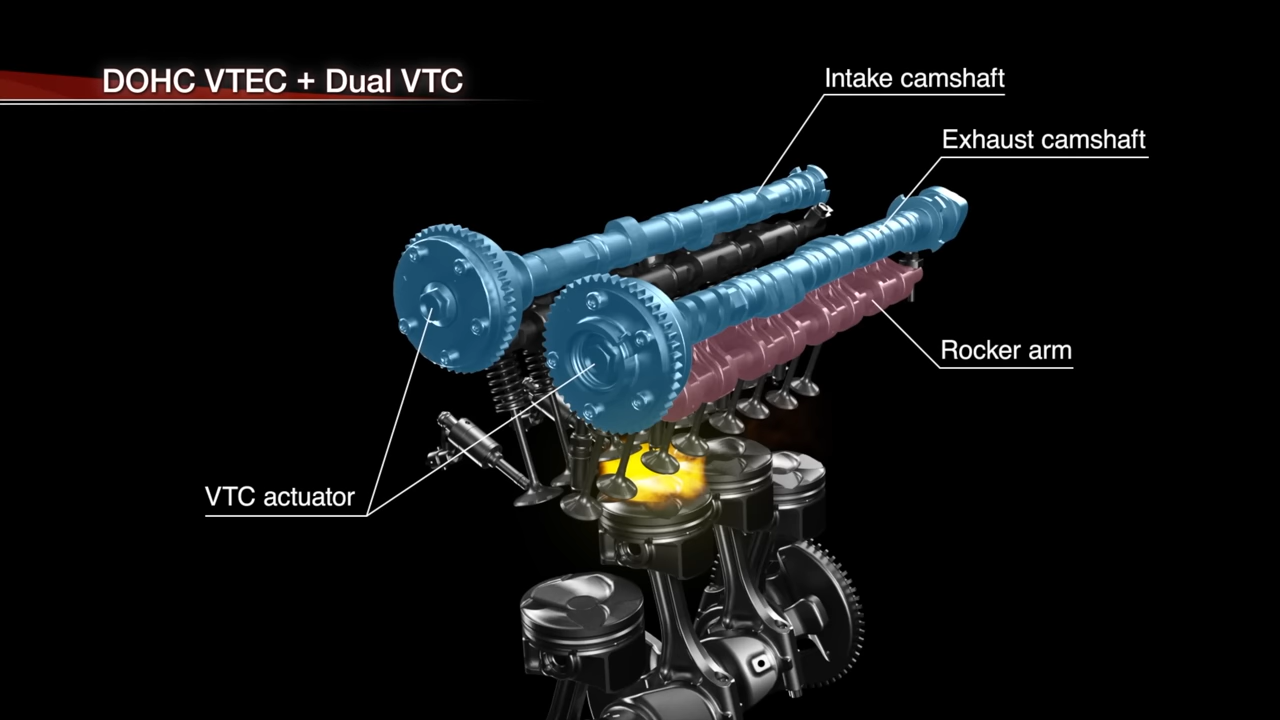 DOHC VTEC + Dual VTC
Intake camshaft
Exhaust camshaft
Rocker arm
VTC actuator